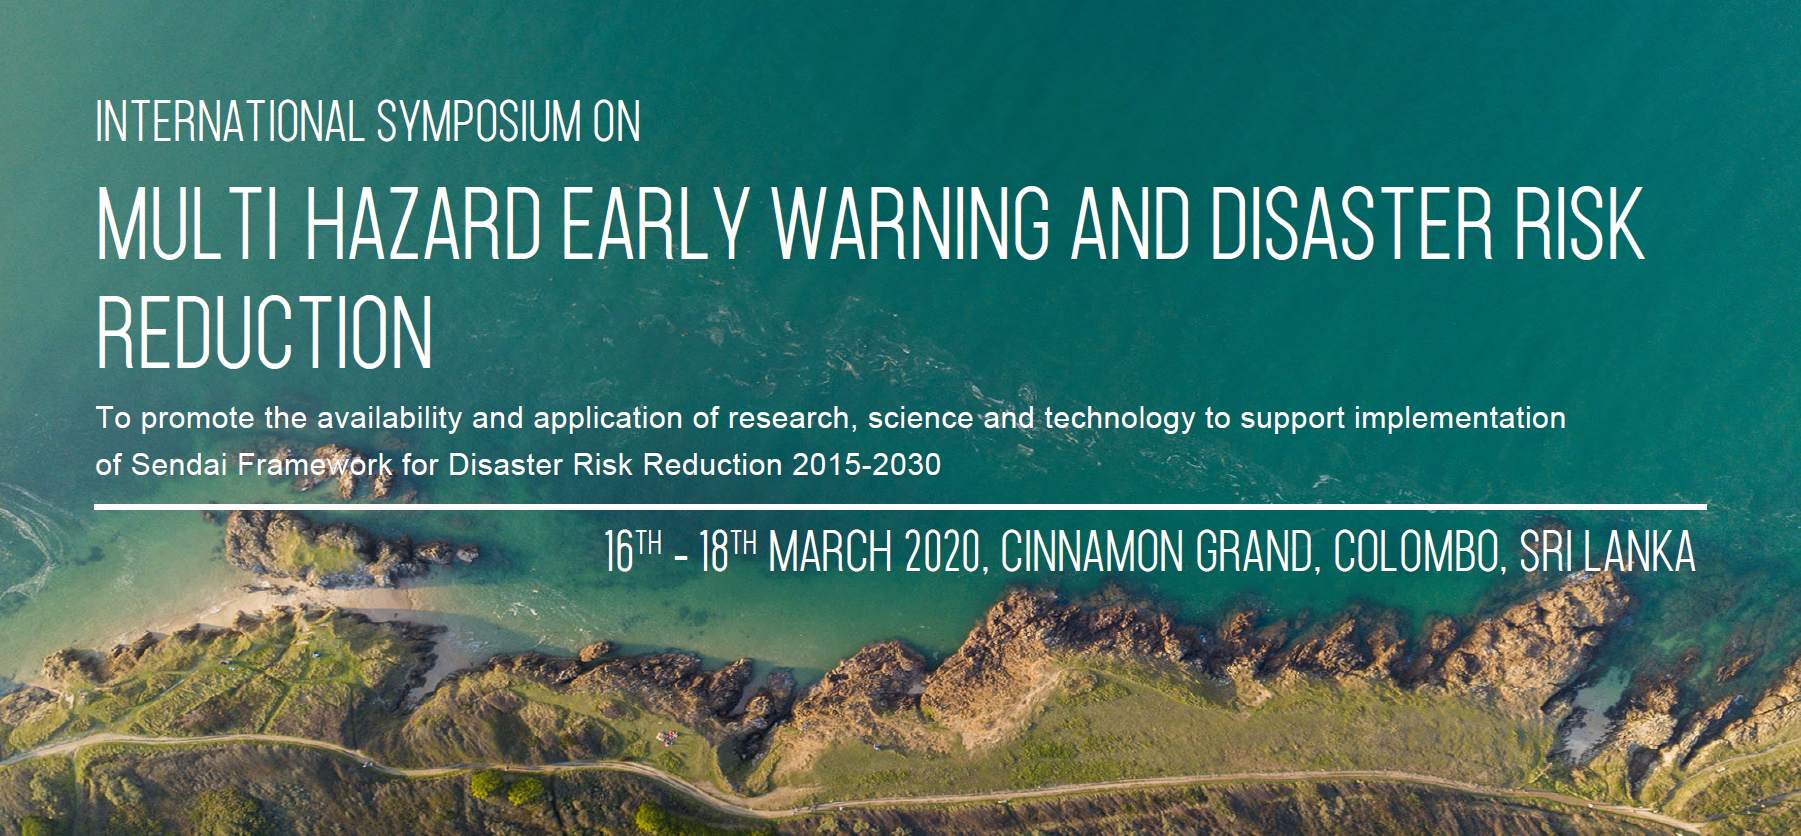 INTERNATIONAL SYMPOSIUM ON
MULTI HAZARD EARLY WARNING AND DISASTER RISK
REDUCTION
To promote the availability and application of research, science and technology to support implementation
of Sendai Framework for Disaster Risk Reduction 2015-2030
16TH - 18TH MARCH 2020, CINNAMON GRAND, COLOMBO, SRI LANKA